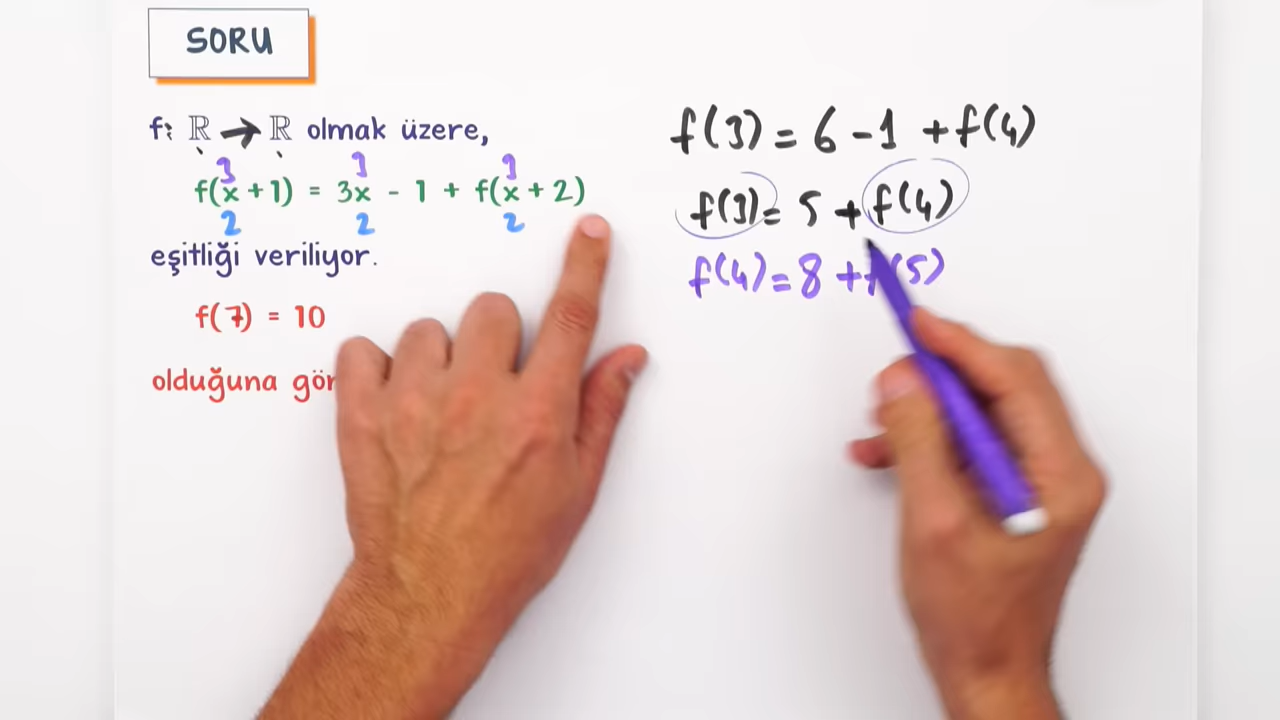 SORU
f: ℝ → ℝ olmak üzere,
3 3 3
f(x + 1) = 3x - 1 + f(x + 2)
2 2 2
eşitliği veriliyor.
f(7) = 10
olduğuna
f(3) = 6 - 1 + f(4)
f(3) = 5 + f(4)
f(4) = 8 + f(5)